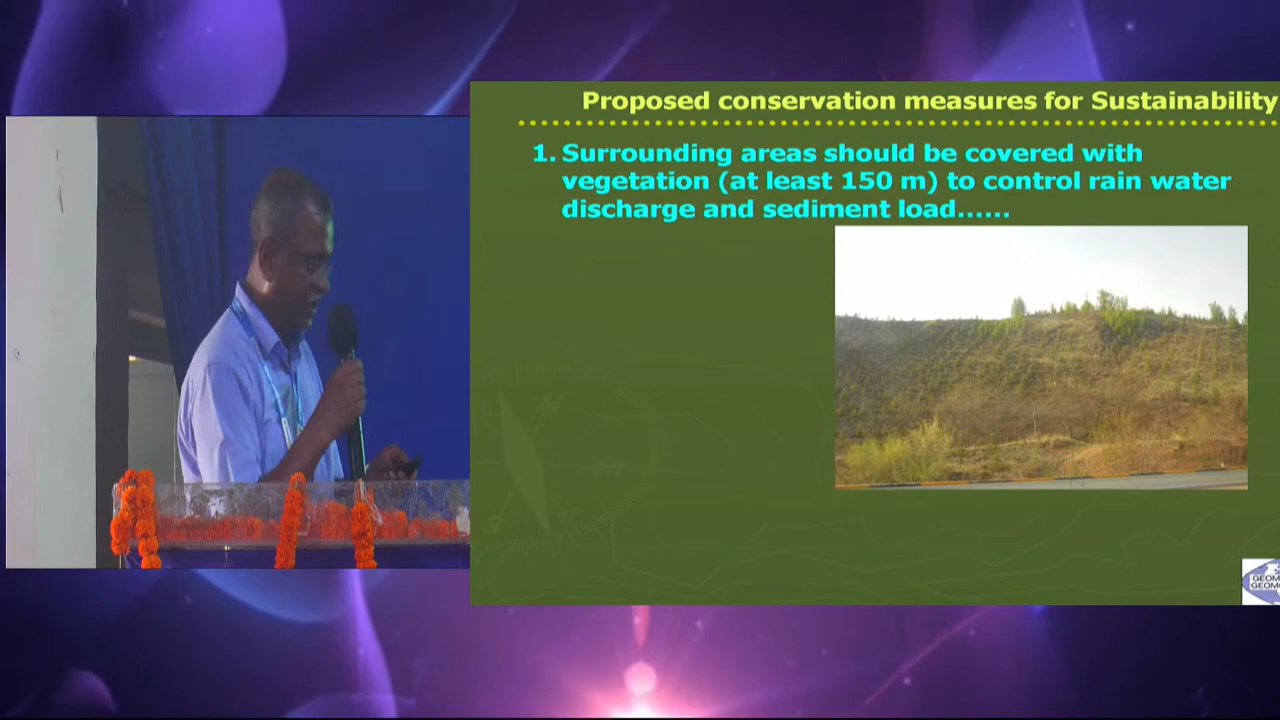 Proposed conservation measures for Sustainability
1. Surrounding areas should be covered with
vegetation (at least 150 m) to control rain water
discharge and sediment load......